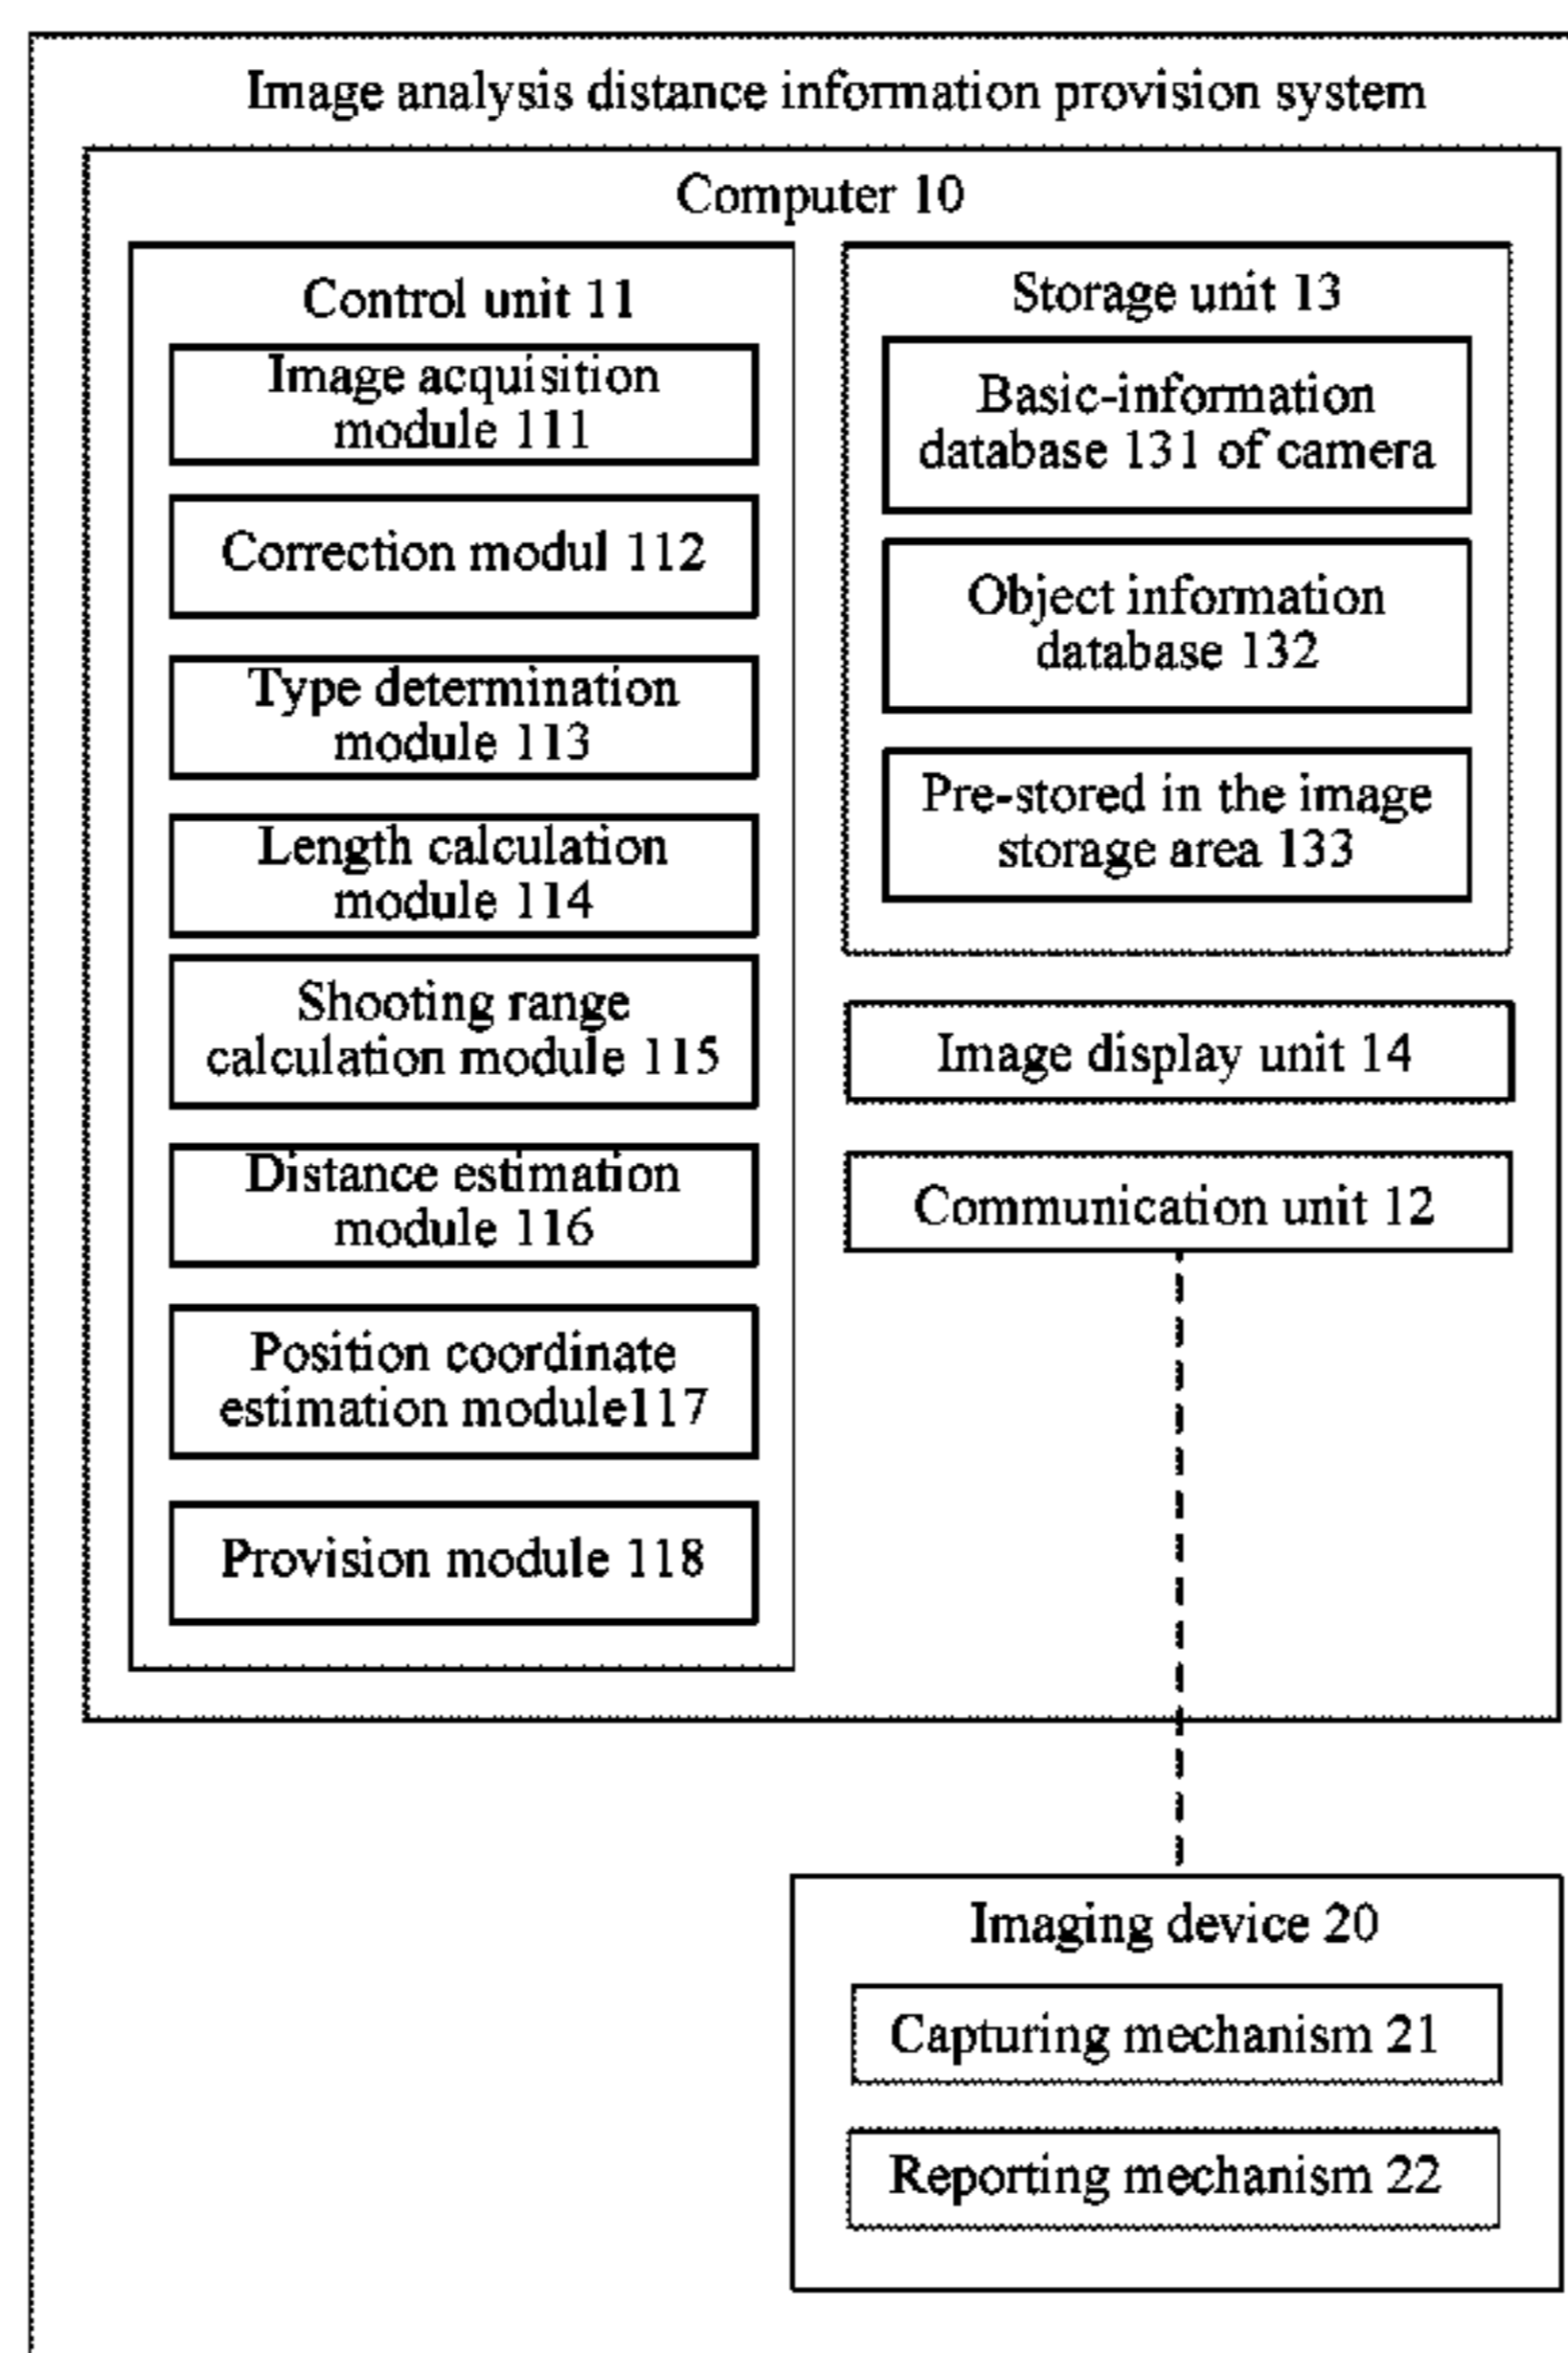 Image analysis distance information provision system
Computer 10
Control unit 11
Image acquisition
module 111
Correction modul 112
Type determination
module 113
Length calculation
module 114
Shooting range
calculation module 115
Distance estimation
module 116
Position coordinate
estimation module117
Provision module 118
Storage unit 13
Basic-information
database 131 of camera
Object information
database 132
Pre-stored in the image
storage area 133
Image display unit 14
Communication unit 12
Imaging device 20
Capturing mechanism 21
Reporting mechanism 22